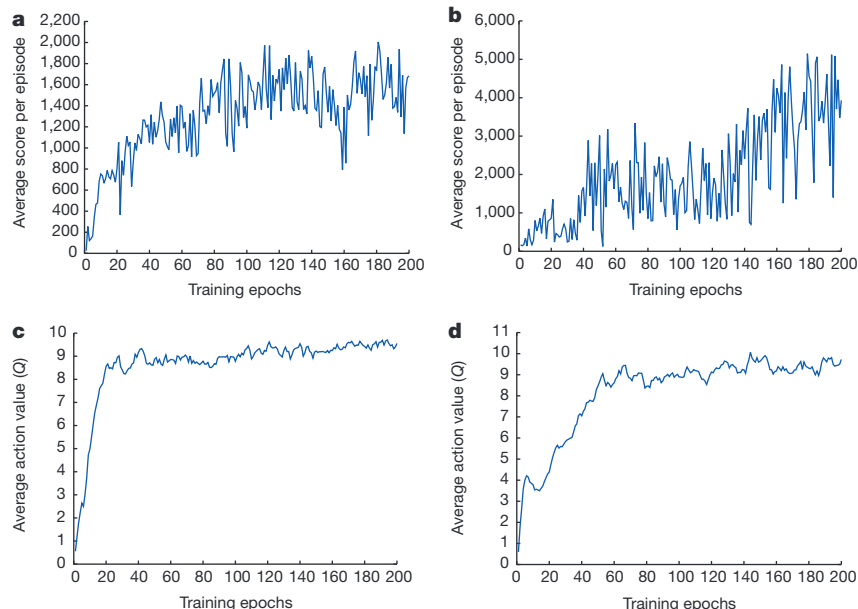 a
Average score per episode
2,200
2,000
1,800
1,600
1,400
1,200
1,000
800
600
400
200
0
0 20 40 60 80 100 120 140 160 180 200
Training epochs
b
Average score per episode
6,000
5,000
4,000
3,000
2,000
1,000
0
0 20 40 60 80 100 120 140 160 180 200
Training epochs
c
Average action value (Q)
10
9
8
7
6
5
4
3
2
1
0
0 20 40 60 80 100 120 140 160 180 200
Training epochs
d
Average action value (Q)
11
10
9
8
7
6
5
4
3
2
1
0
0 20 40 60 80 100 120 140 160 180 200
Training epochs